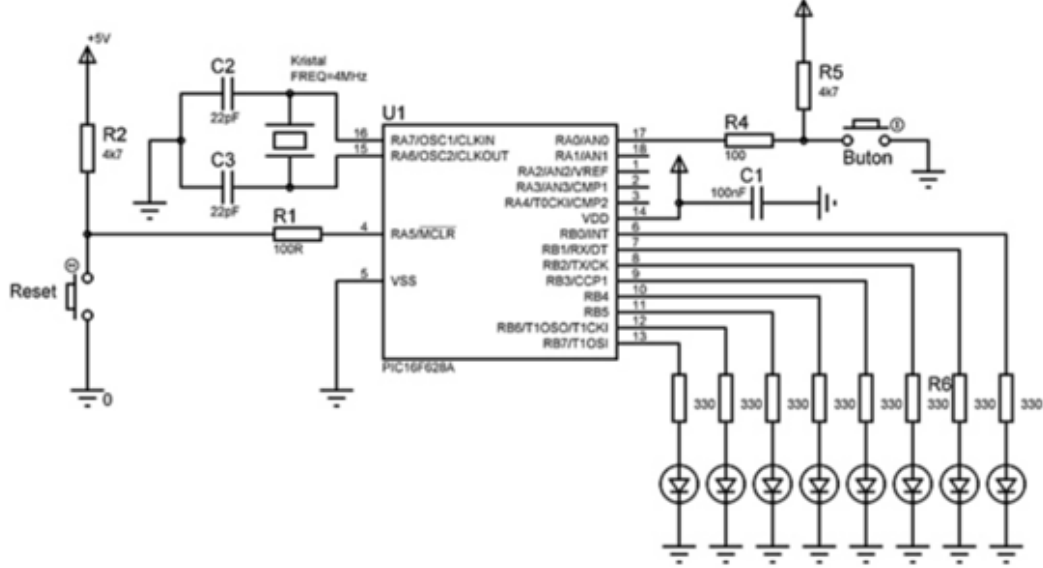 +5V
R2
4k7
C2
22pF
C3
22pF
Kristal
FREQ=4MHz
R1
100R
Reset
0
U1
16 RA7/OSC1/CLKIN
15 RA6/OSC2/CLKOUT
4 RA5/MCLR
5 VSS
RA0/AN0 17
RA1/AN1 18
RA2/AN2/VREF 1
RA3/AN3/CMP1 2
RA4/T0CKI/CMP2 3
VDD 14
RB0/INT 6
RB1/RX/DT 7
RB2/TX/CK 8
RB3/CCP1 9
RB4 10
RB5 11
RB6/T1OSO/T1CKI 12
RB7/T1OSI 13
PIC16F628A
R4
100
R5
4k7
Buton
C1
100nF
R6
330 330 330 330 330 330 330 330